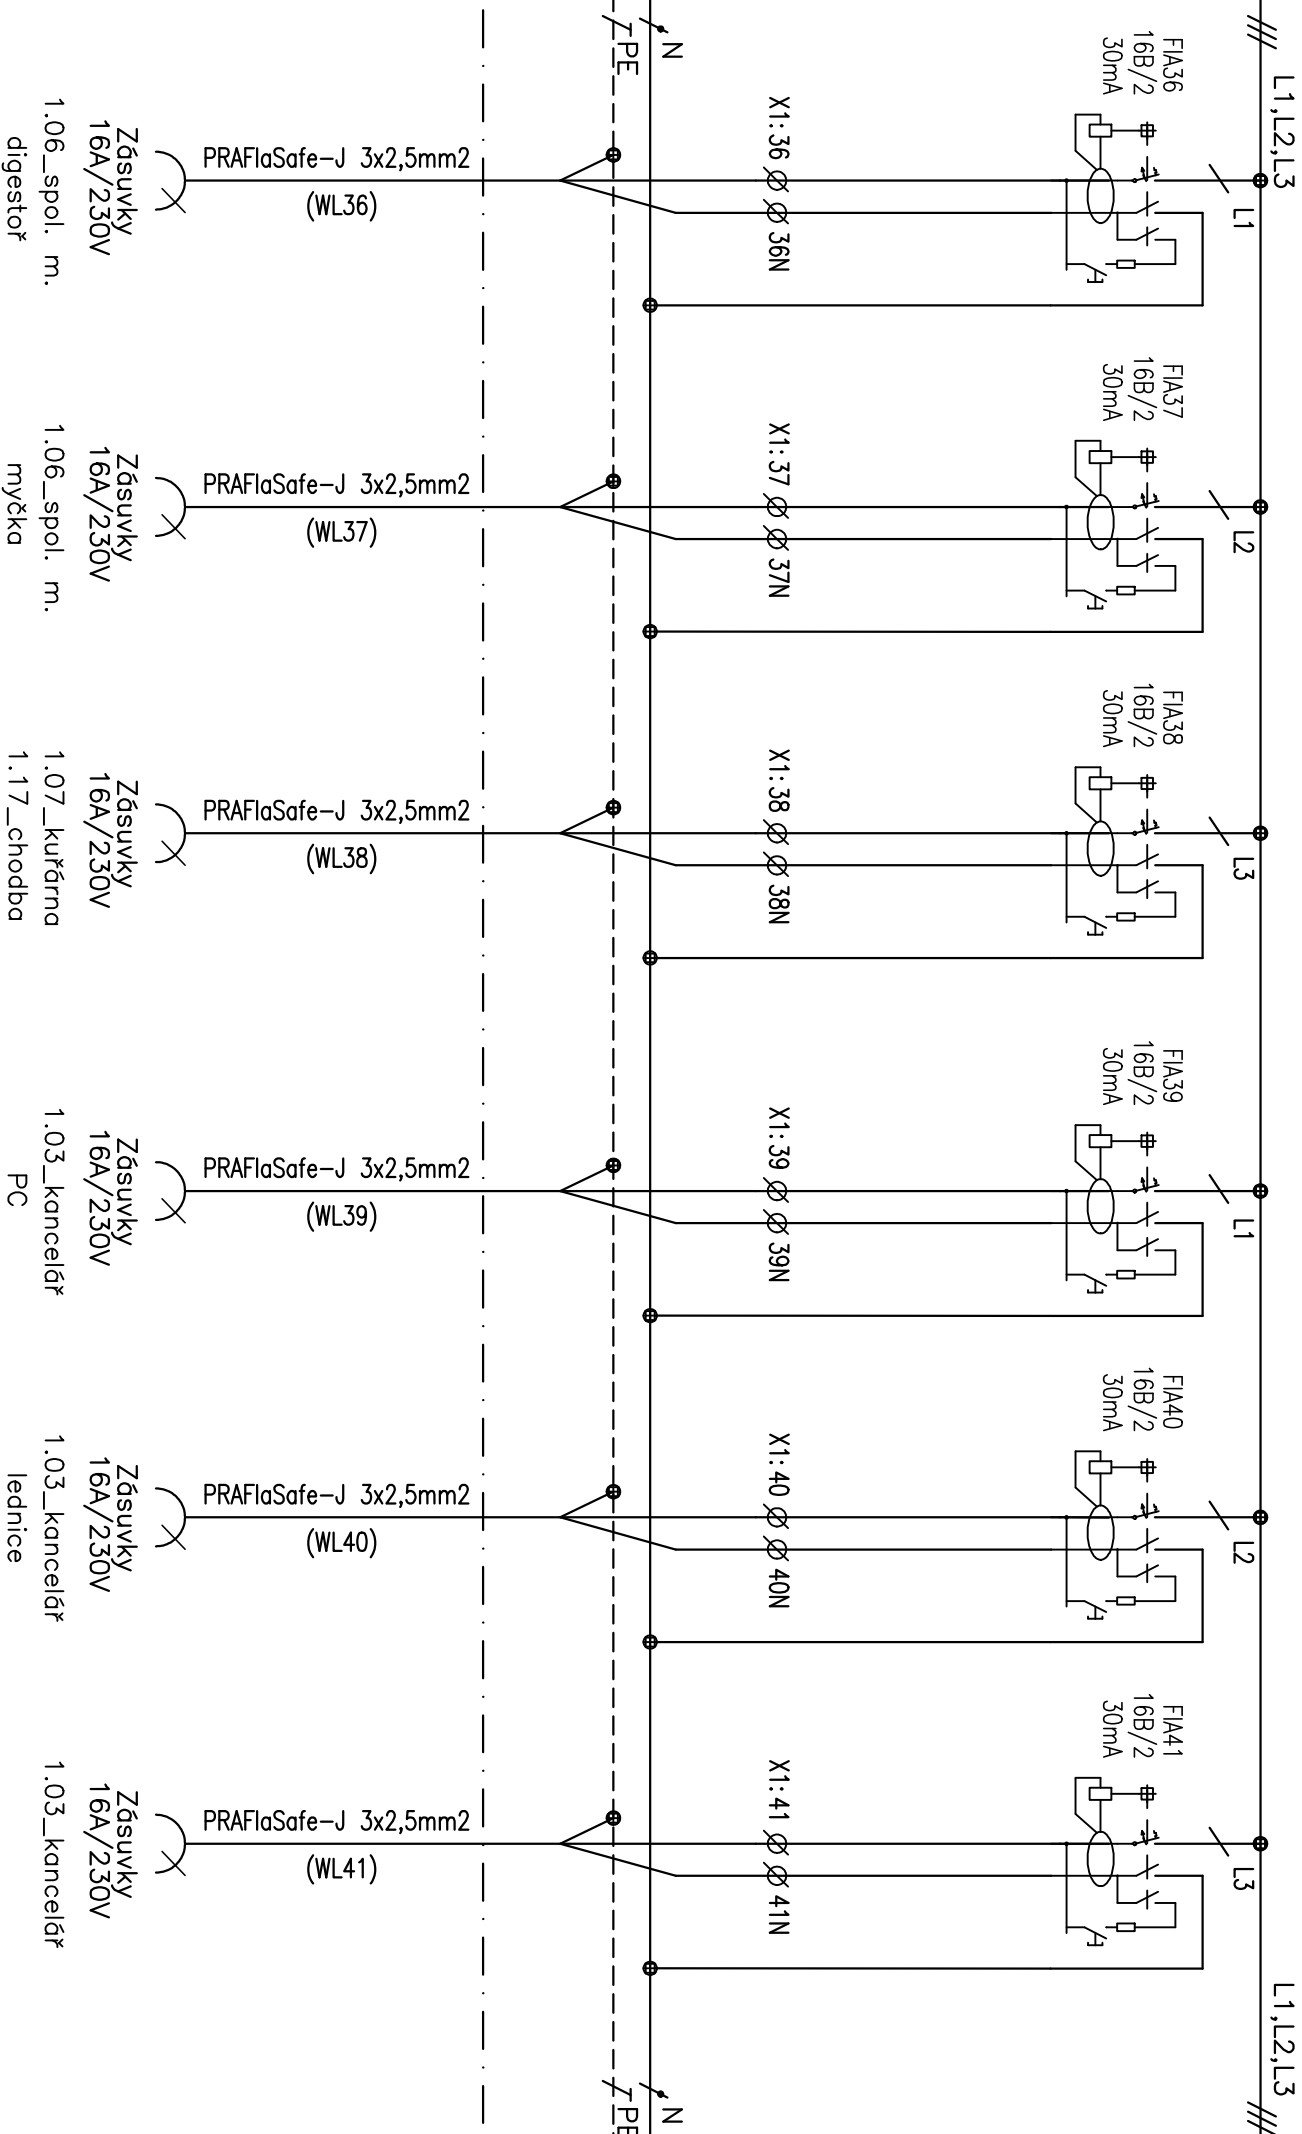 L1,L2,L3
L1,L2,L3
L1
L2
L3
L1
L2
L3
FIA36
16B/2
30mA
FIA37
16B/2
30mA
FIA38
16B/2
30mA
FIA39
16B/2
30mA
FIA40
16B/2
30mA
FIA41
16B/2
30mA
X1:36
36N
X1:37
37N
X1:38
38N
X1:39
39N
X1:40
40N
X1:41
41N
N
N
PE
PE
PRAFlaSafe-J 3x2,5mm2
(WL36)
PRAFlaSafe-J 3x2,5mm2
(WL37)
PRAFlaSafe-J 3x2,5mm2
(WL38)
PRAFlaSafe-J 3x2,5mm2
(WL39)
PRAFlaSafe-J 3x2,5mm2
(WL40)
PRAFlaSafe-J 3x2,5mm2
(WL41)
Zásuvky
16A/230V
1.06_spol. m.
digestoř
Zásuvky
16A/230V
1.06_spol. m.
myčka
Zásuvky
16A/230V
1.07_kuřárna
1.17_chodba
Zásuvky
16A/230V
1.03_kancelář
PC
Zásuvky
16A/230V
1.03_kancelář
lednice
Zásuvky
16A/230V
1.03_kancelář